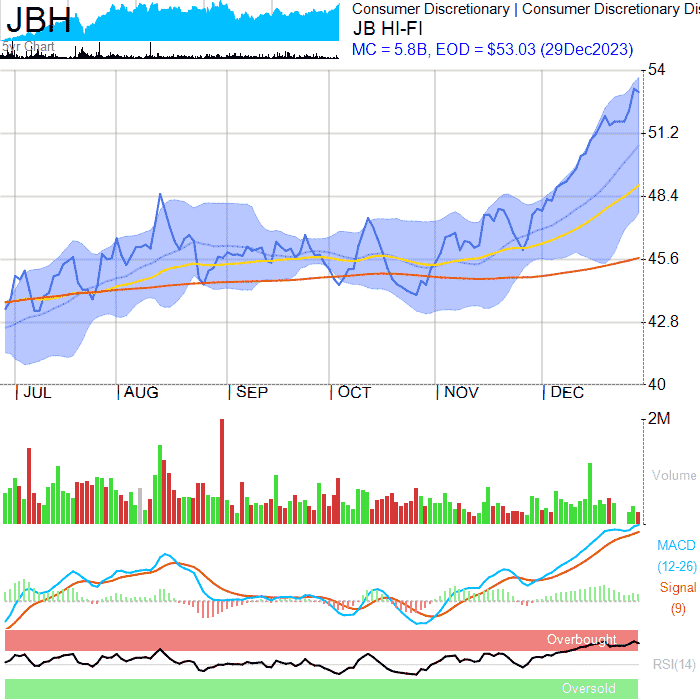 JBH
5yr Chart
Consumer Discretionary | Consumer Discretionary Dis
JB HI-FI
MC = 5.8B, EOD = $53.03 (29Dec2023)
54
51.2
48.4
45.6
42.8
40
JUL AUG SEP OCT NOV DEC
2M
Volume
MACD
(12-26)
Signal
(9)
Overbought
RSI(14)
Oversold